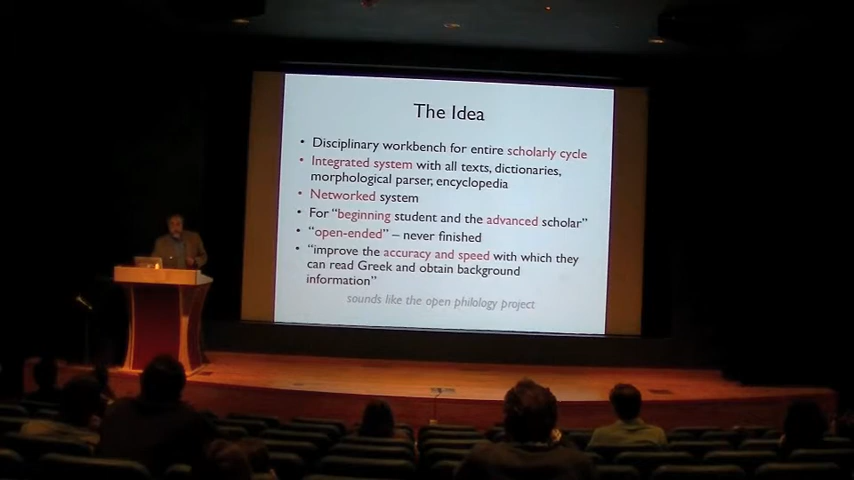 The Idea
• Disciplinary workbench for entire scholarly cycle
• Integrated system with all texts, dictionaries,
morphological parser, encyclopedia
• Networked system
• For “beginning student and the advanced scholar”
• “open-ended” – never finished
• “improve the accuracy and speed with which they
can read Greek and obtain background
information”
sounds like the open philology project